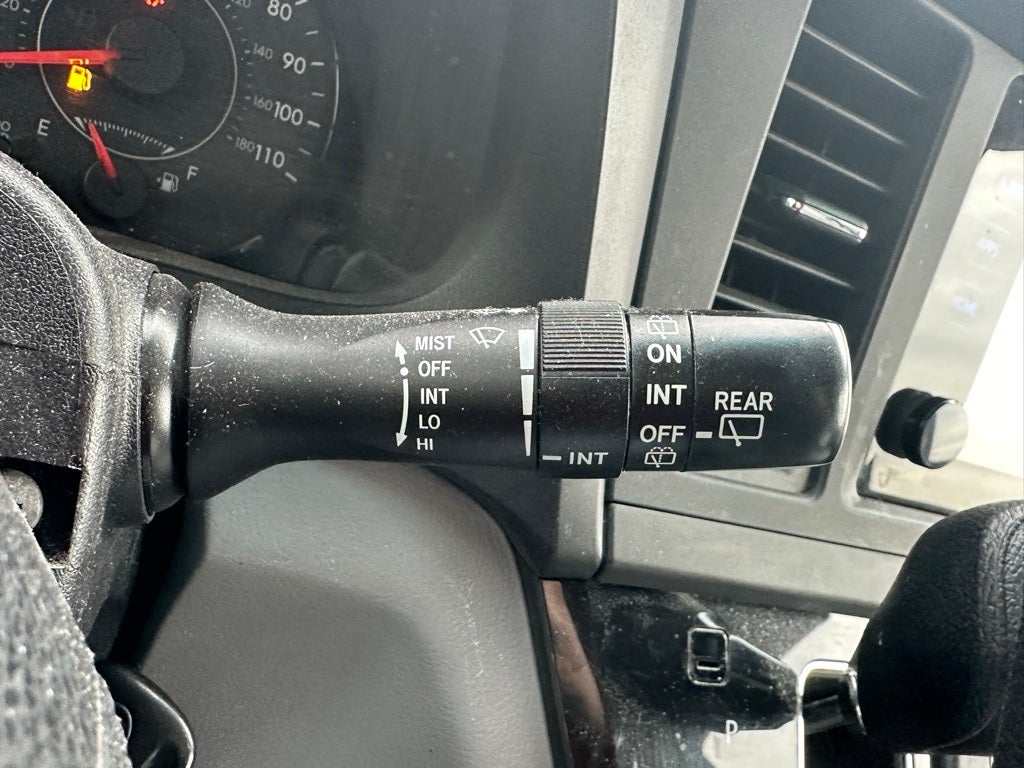 80
140 90
160 100
180 110
E
F
MIST
OFF
INT
LO
HI
INT
ON
INT
OFF
REAR
P